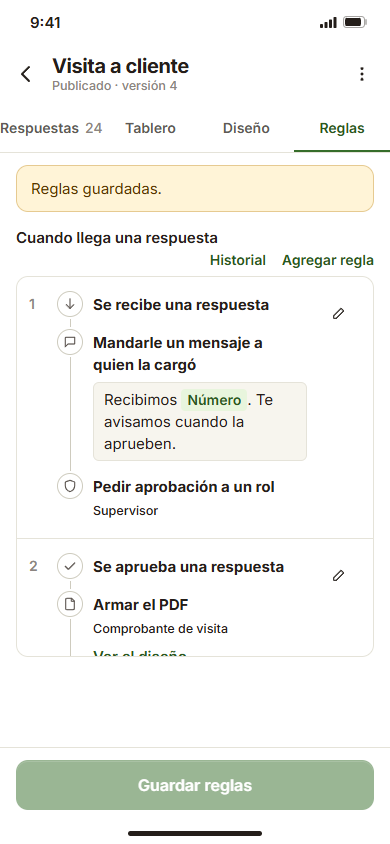 9:41
Visita a cliente
Publicado · versión 4
Respuestas 24
Tablero
Diseño
Reglas
Reglas guardadas.
Cuando llega una respuesta
Historial
Agregar regla
1
Se recibe una respuesta
Mandarle un mensaje a
quien la cargó
Recibimos Número . Te
avisamos cuando la
aprueben.
Pedir aprobación a un rol
Supervisor
2
Se aprueba una respuesta
Armar el PDF
Comprobante de visita
Ver el diseño
Guardar reglas